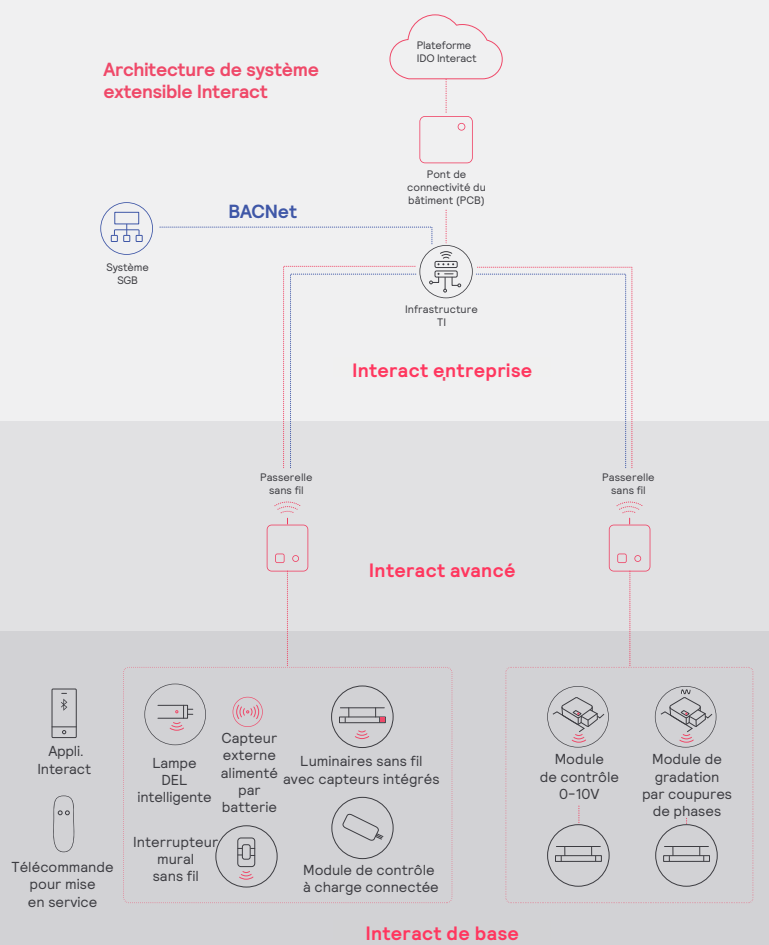 Plateforme
IDO Interact
Architecture de système
extensible Interact
Pont de
connectivité du
bâtiment (PCB)
BACNet
Système
SGB
Infrastructure
TI
Interact entreprise
Passerelle
sans fil
Passerelle
sans fil
Interact avancé
Appli.
Interact
Lampe
DEL
intelligente
Capteur
externe
alimenté
par
batterie
Luminaires sans fil
avec capteurs intégrés
Module
de contrôle
0-10V
Module de
gradation
par coupures
de phases
Télécommande
pour mise
en service
Interrupteur
mural
sans fil
Module de contrôle
à charge connectée
Interact de base